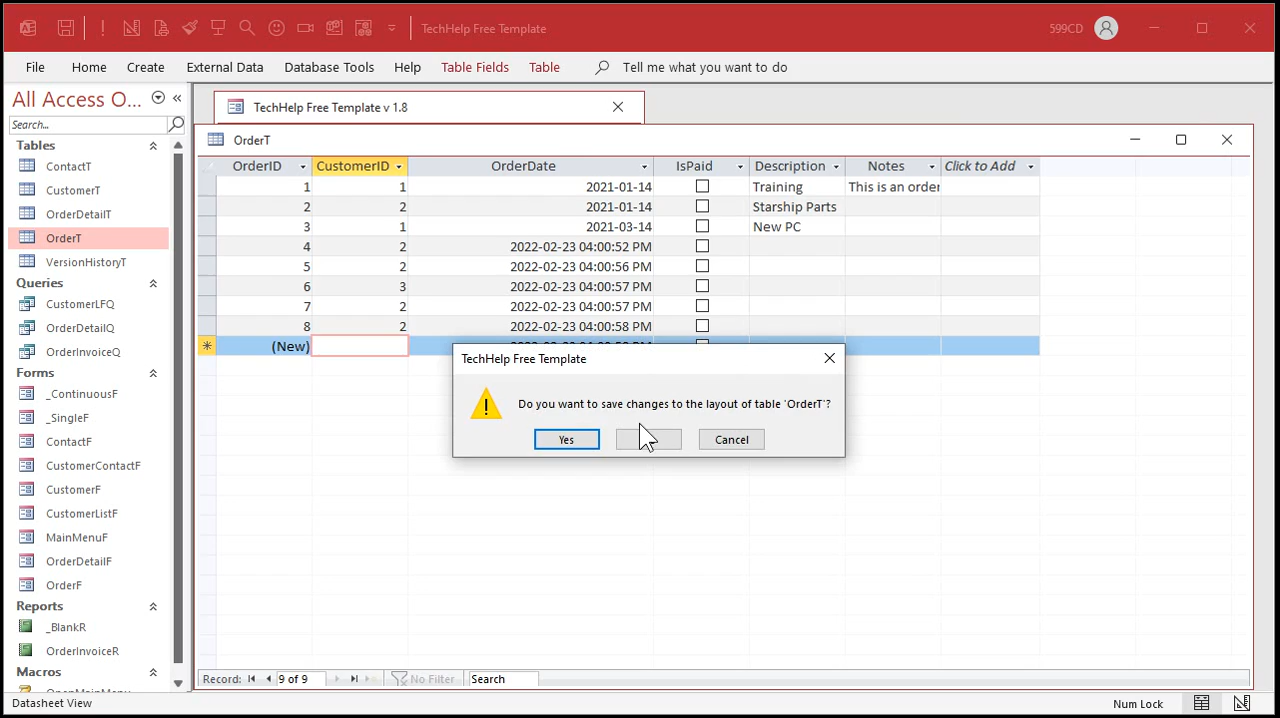 TechHelp Free Template
599CD
File Home Create External Data Database Tools Help Table Fields Table Tell me what you want to do
All Access O...
Search...
Tables
ContactT
CustomerT
OrderDetailT
OrderT
VersionHistoryT
Queries
CustomerLFQ
OrderDetailQ
OrderInvoiceQ
Forms
_ContinuousF
_SingleF
ContactF
CustomerContactF
CustomerF
CustomerListF
MainMenuF
OrderDetailF
OrderF
Reports
_BlankR
OrderInvoiceR
Macros
OpenMainMenu
TechHelp Free Template v 1.8
OrderT
OrderID CustomerID OrderDate IsPaid Description Notes Click to Add
1 1 2021-01-14 Training This is an order
2 2 2021-01-14 Starship Parts
3 1 2021-03-14 New PC
4 2 2022-02-23 04:00:52 PM
5 2 2022-02-23 04:00:56 PM
6 3 2022-02-23 04:00:57 PM
7 2 2022-02-23 04:00:57 PM
8 2 2022-02-23 04:00:58 PM
(New)
TechHelp Free Template
Do you want to save changes to the layout of table 'OrderT'?
Yes
Cancel
Record: 9 of 9 No Filter Search
Datasheet View
Num Lock